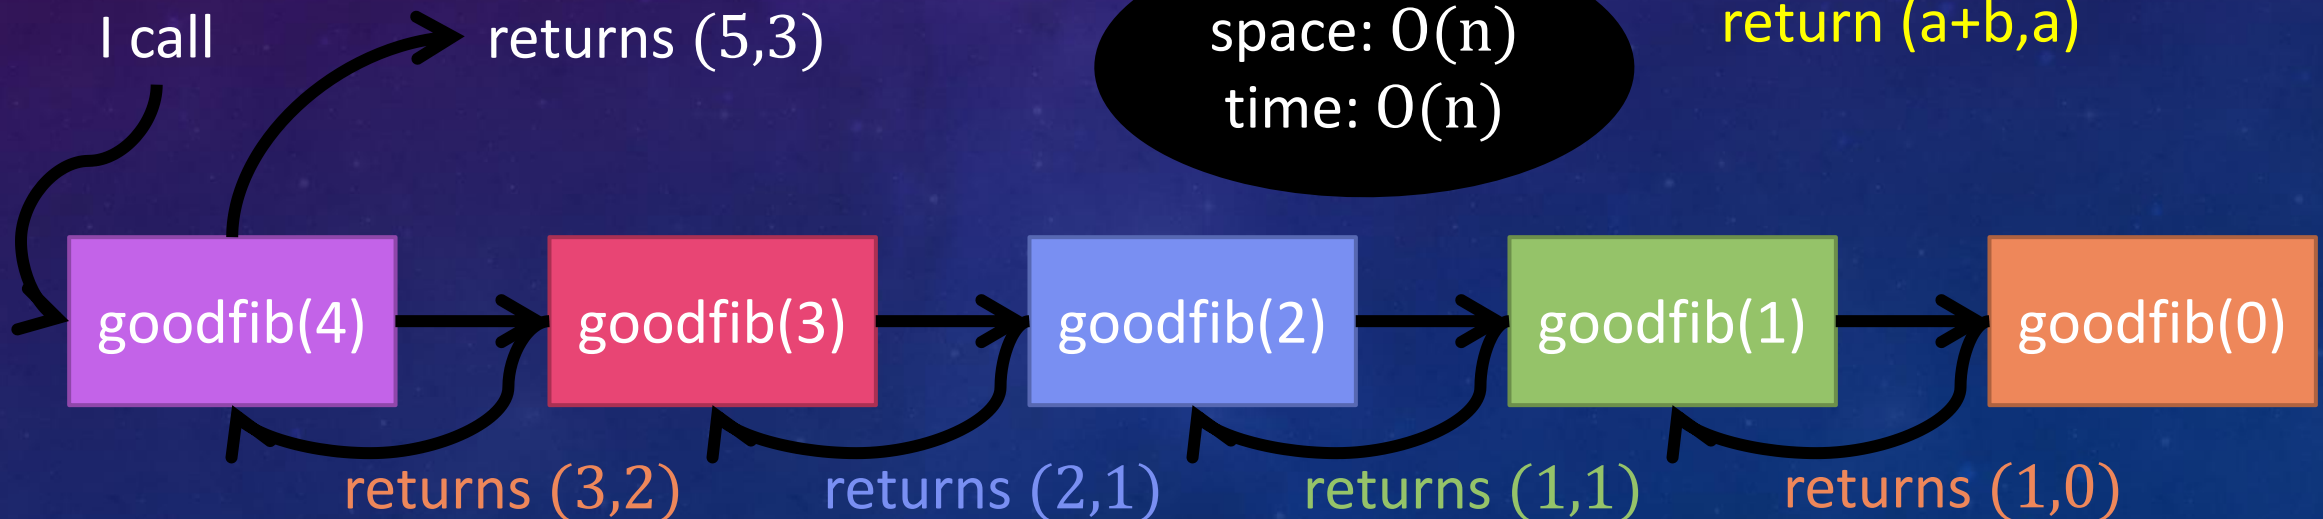 I call
returns (5,3)
space: O(n)
time: O(n)
return (a+b,a)
goodfib(4)
goodfib(3)
goodfib(2)
goodfib(1)
goodfib(0)
returns (3,2)
returns (2,1)
returns (1,1)
returns (1,0)